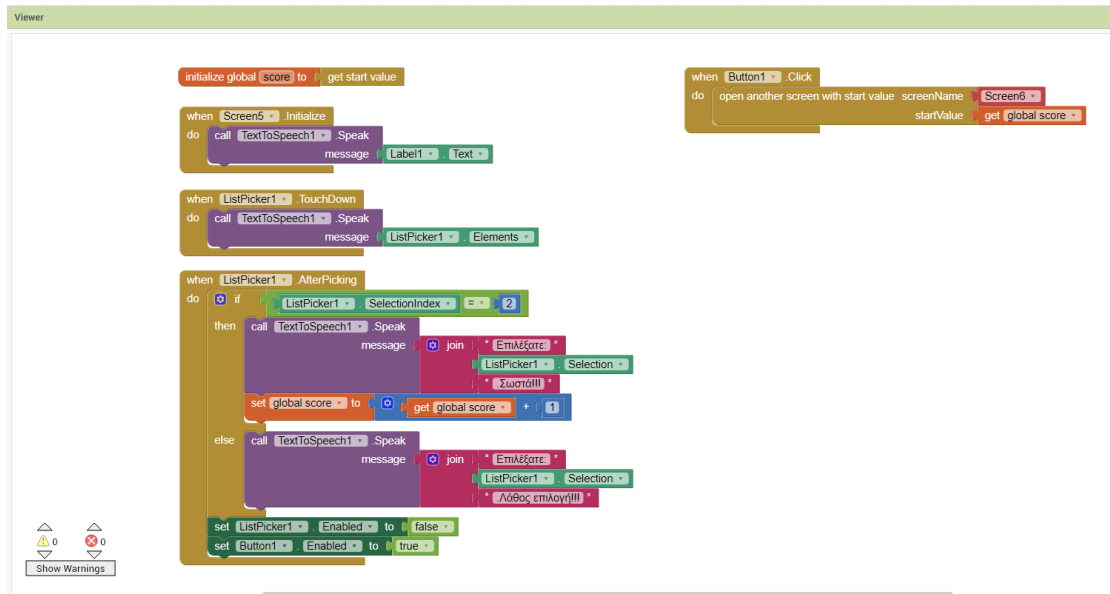 Viewer
initialize global score to get start value
when Screen5 .Initialize
do call TextToSpeech1 .Speak
message Label1 . Text
when ListPicker1 .TouchDown
do call TextToSpeech1 .Speak
message ListPicker1 . Elements
when ListPicker1 .AfterPicking
do if ListPicker1 . SelectionIndex = 2
then call TextToSpeech1 .Speak
message join " Επιλέξατε: "
ListPicker1 . Selection
" .Σωστά!!! "
set global score to get global score + 1
else call TextToSpeech1 .Speak
message join " Επιλέξατε: "
ListPicker1 . Selection
" .Λάθος επιλογή!!! "
set ListPicker1 . Enabled to false
set Button1 . Enabled to true
when Button1 .Click
do open another screen with start value screenName Screen6
startValue get global score
0 0
Show Warnings